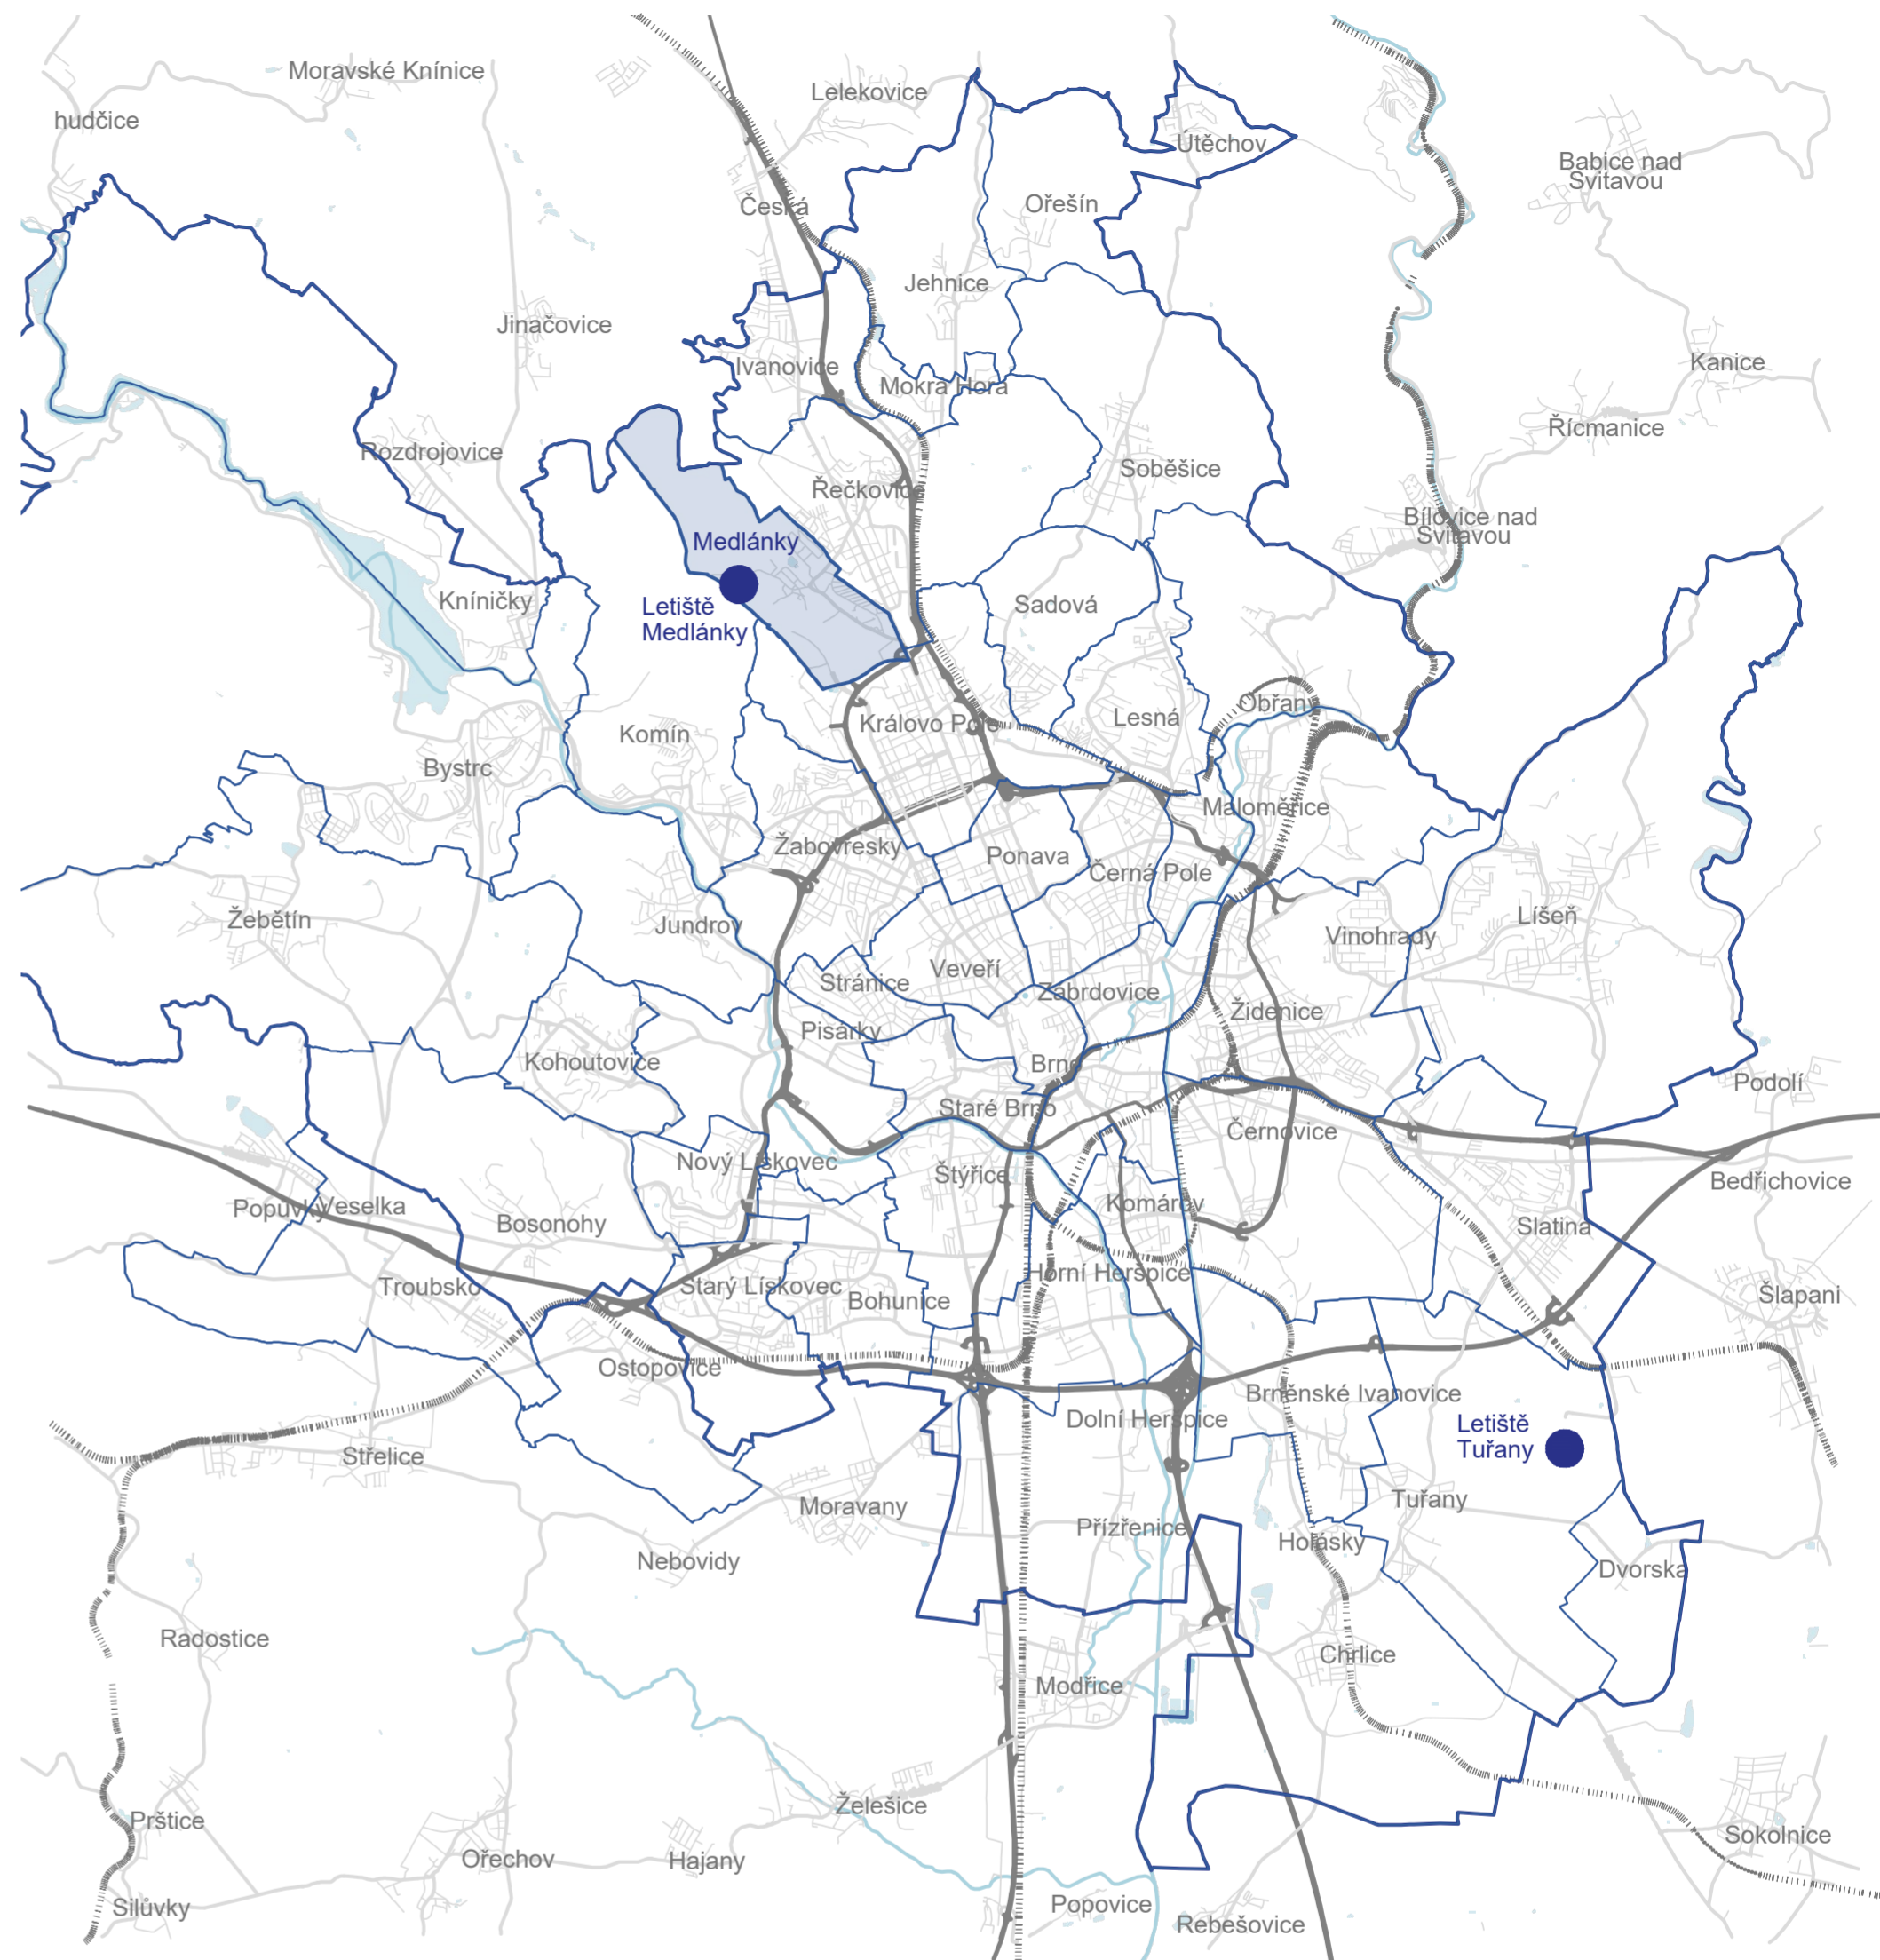 Moravské Knínice
Lelekovice
hudčice
Útěchov
Babice nad
Svitavou
Česká
Ořešín
Jehnice
Jinačovice
Ivanovice
Mokrá Hora
Kanice
Řícmanice
Rozdrojovice
Soběšice
Řečkovice
Bílovice nad
Svitavou
Medlánky
Kníničky
Letiště
Medlánky
Sadová
Obřany
Lesná
Královo Pole
Komín
Bystrc
Maloměřice
Žabovřesky
Ponava
Černá Pole
Žebětín
Jundrov
Líšeň
Vinohrady
Veveří
Stránice
Zábrdovice
Židenice
Pisárky
Kohoutovice
Brno
Podolí
Staré Brno
Černovice
Nový Lískovec
Štýřice
Bedřichovice
Popůvky
Veselka
Komárov
Bosonohy
Slatina
Horní Heršpice
Troubsko
Starý Lískovec
Bohunice
Šlapani
Ostopovice
Brněnské Ivanovice
Dolní Heršpice
Letiště
Tuřany
Střelice
Tuřany
Moravany
Přízřenice
Holásky
Nebovidy
Dvorska
Radostice
Chrlice
Modřice
Želešice
Prštice
Sokolnice
Ořechov
Hajany
Silůvky
Popovice
Rebešovice